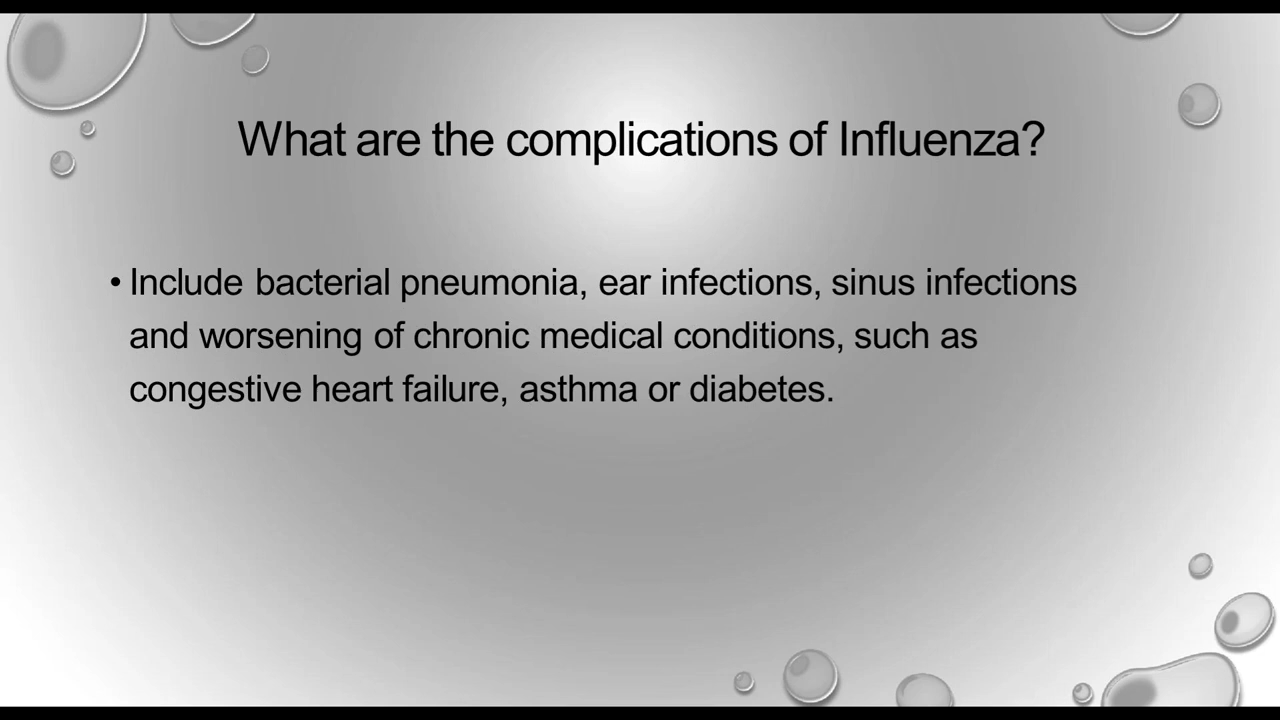 What are the complications of Influenza?
• Include bacterial pneumonia, ear infections, sinus infections
and worsening of chronic medical conditions, such as
congestive heart failure, asthma or diabetes.